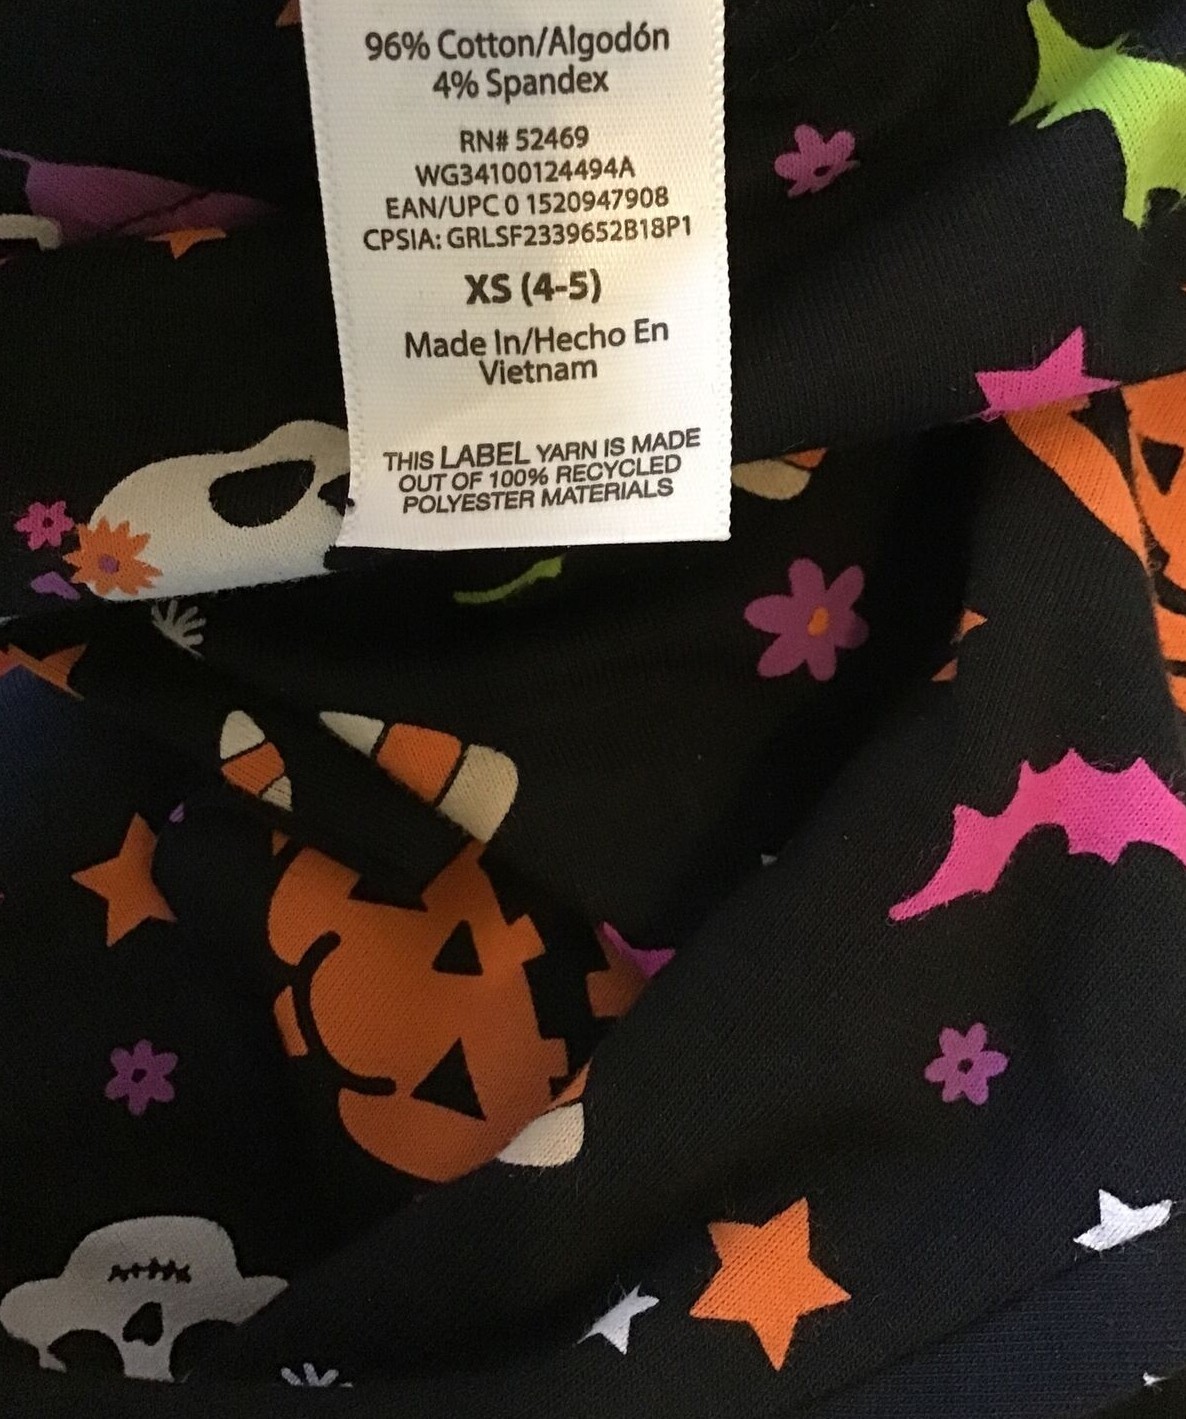 96% Cotton/Algodón
4% Spandex
RN# 52469
WG34100124494A
EAN/UPC 0 1520947908
CPSIA: GRLSF2339652B18P1
XS (4-5)
Made In/Hecho En
Vietnam
THIS LABEL YARN IS MADE
OUT OF 100% RECYCLED
POLYESTER MATERIALS